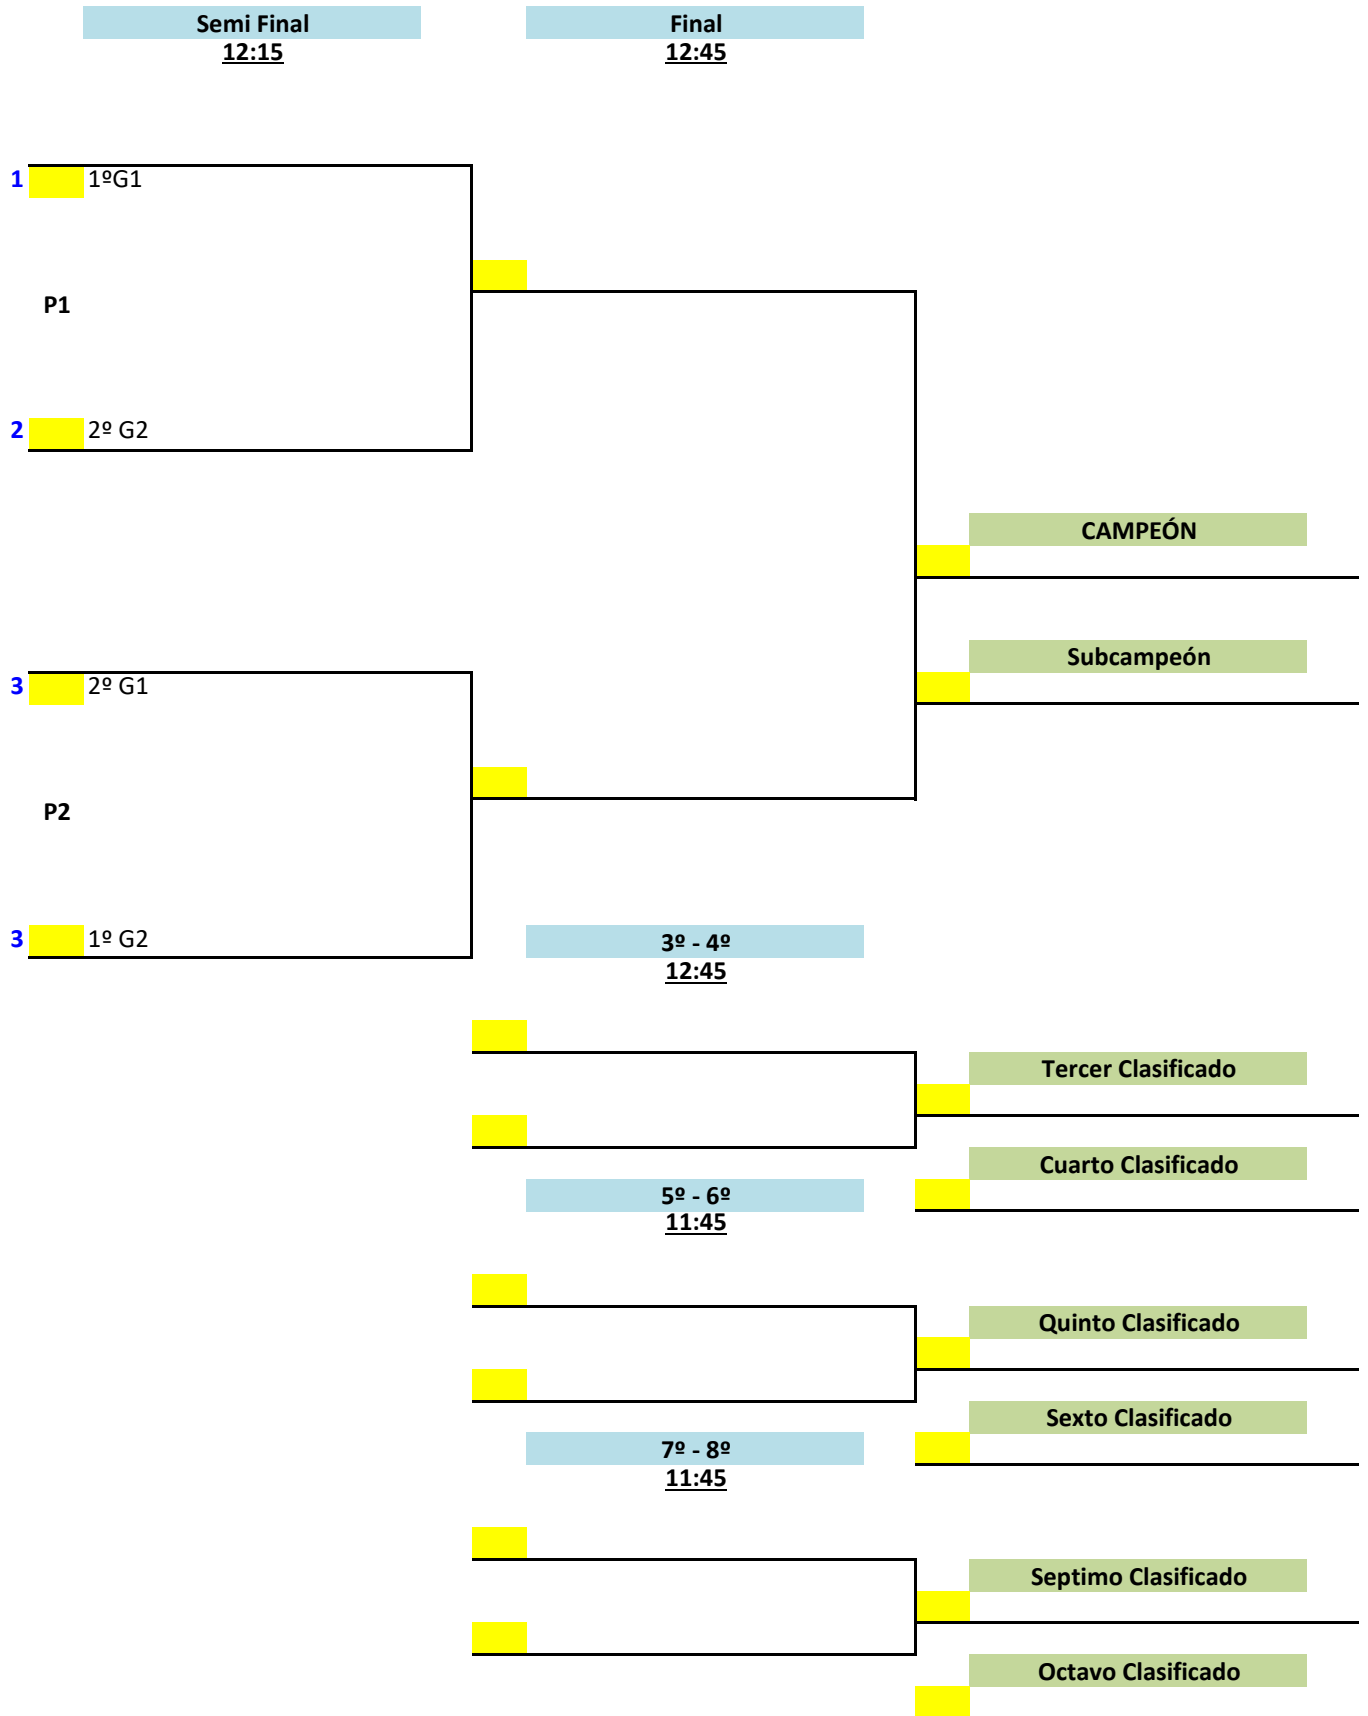 Semi Final
Final
12:15
12:45
1
1ºG1
P1
2
2º G2
CAMPEÓN
Subcampeón
3
2º G1
P2
3
1º G2
3º - 4º
12:45
Tercer Clasificado
Cuarto Clasificado
5º - 6º
11:45
Quinto Clasificado
Sexto Clasificado
7º - 8º
11:45
Septimo Clasificado
Octavo Clasificado